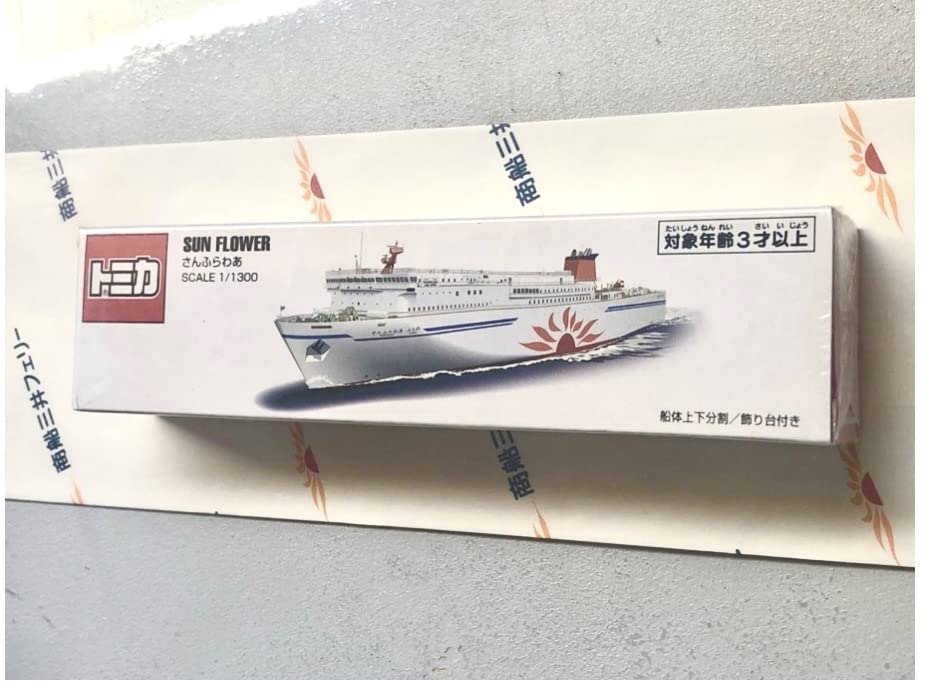 商船三井
商船三井
トミカ
SUN FLOWER
さんふらわあ
SCALE 1/1300
たいしょう ねん れい さい い じょう
対象年齢3才以上
船体上下分割/飾り台付き
商船三井フェリー
商船三